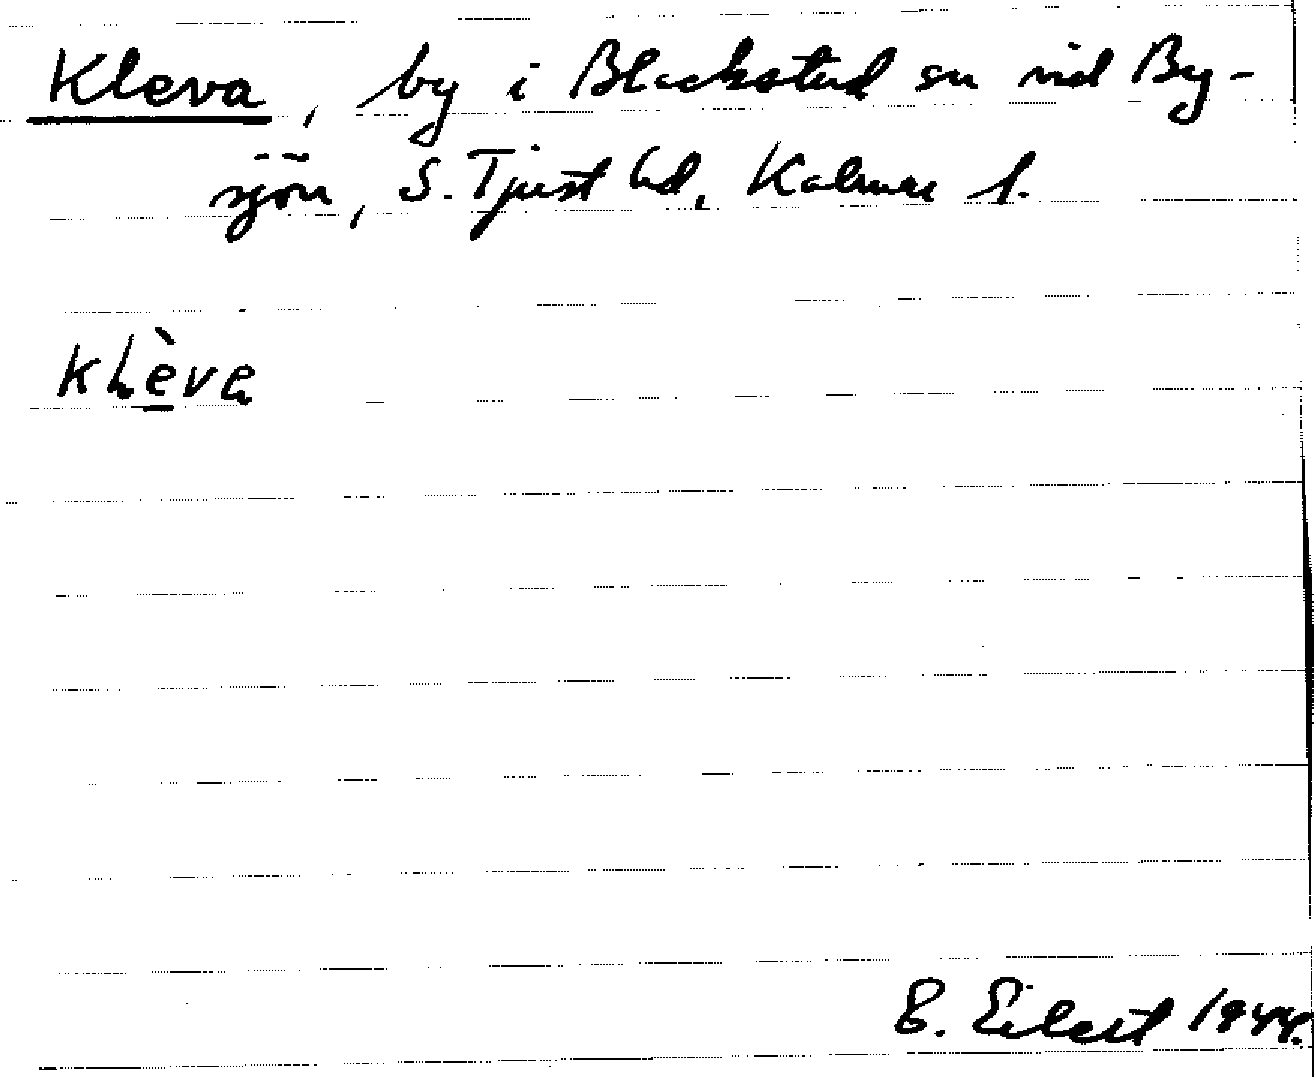 Kleva, by i Blackstad sn vid By-
sjön, S. Tjust hd, Kalmar l.
klèva
E. Eilert 1944.